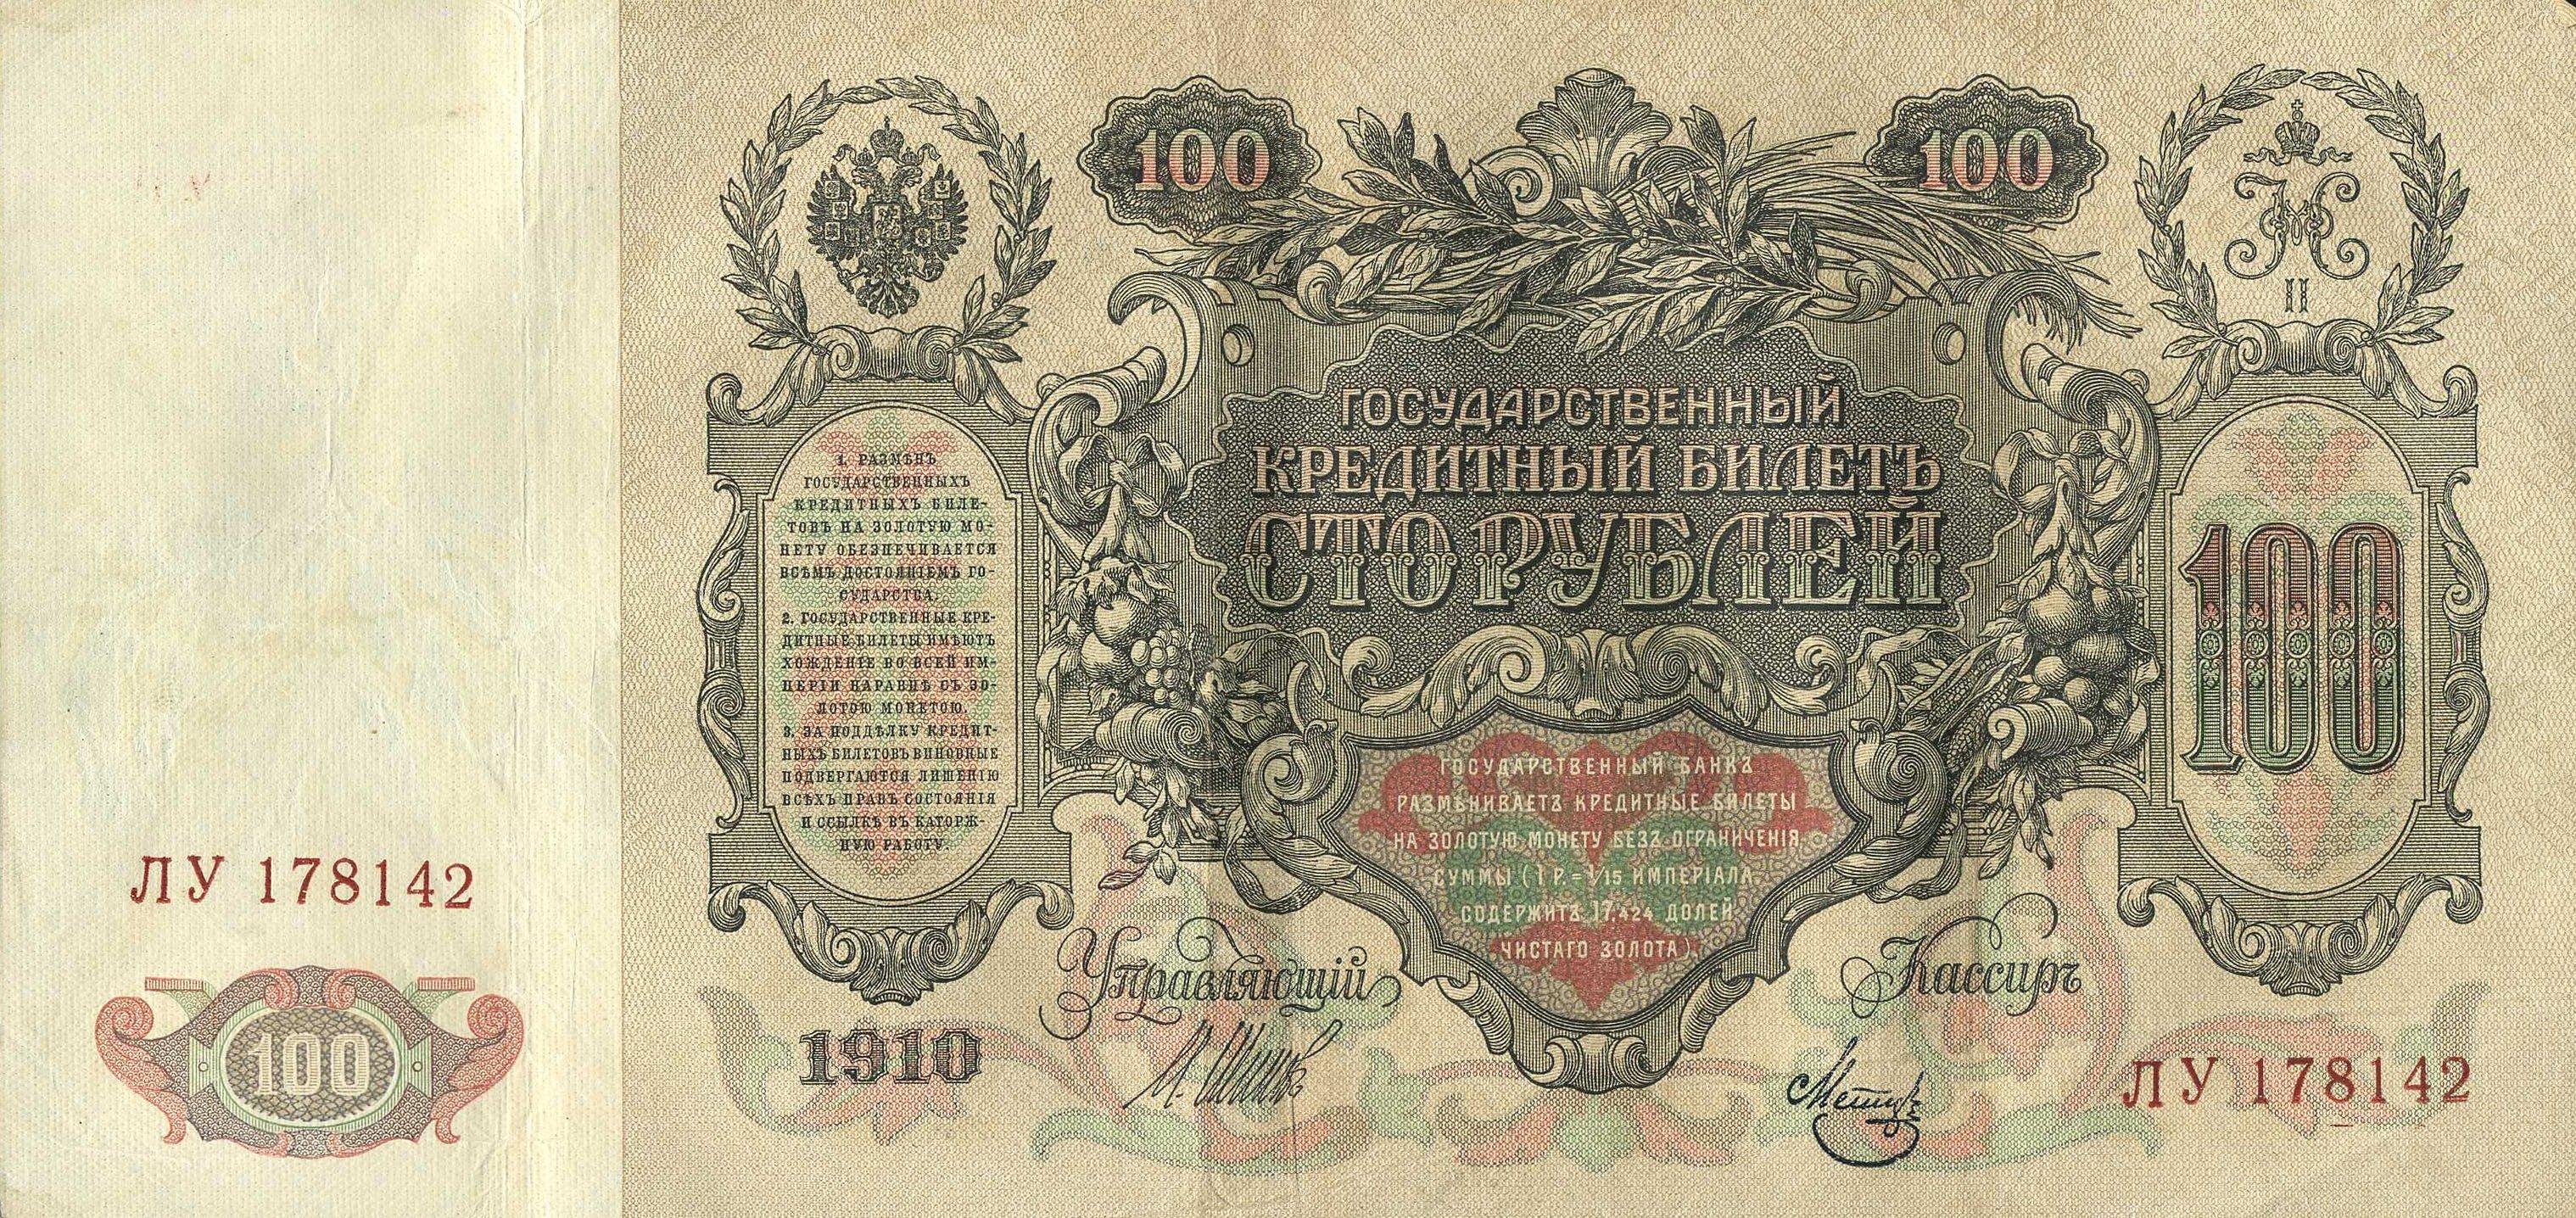 100
100
II
ГОСУДАРСТВЕННЫЙ
КРЕДИТНЫЙ БИЛЕТЪ
СТО РУБЛЕЙ
1. РАЗМѢНЪ
ГОСУДАРСТВЕННЫХЪ
КРЕДИТНЫХЪ БИЛЕ-
ТОВЪ НА ЗОЛОТУЮ МО-
НЕТУ ОБЕЗПЕЧИВАЕТСЯ
ВСѢМЪ ДОСТОЯНІЕМЪ ГО-
СУДАРСТВА.
2. ГОСУДАРСТВЕННЫЕ КРЕ-
ДИТНЫЕ БИЛЕТЫ ИМѢЮТЪ
ХОЖДЕНІЕ ВО ВСЕЙ ИМ-
ПЕРІИ НАРАВНѢ СЪ ЗО-
ЛОТОЮ МОНЕТОЮ.
3. ЗА ПОДДѢЛКУ КРЕДИТ-
НЫХЪ БИЛЕТОВЪ ВИНОВНЫЕ
ПОДВЕРГАЮТСЯ ЛИШЕНІЮ
ВСѢХЪ ПРАВЪ СОСТОЯНІЯ
И ССЫЛКѢ ВЪ КАТОРЖ-
НУЮ РАБОТУ.
100
ГОСУДАРСТВЕННЫЙ БАНКЪ
РАЗМѢНИВАЕТЪ КРЕДИТНЫЕ БИЛЕТЫ
НА ЗОЛОТУЮ МОНЕТУ БЕЗЪ ОГРАНИЧЕНІЯ
СУММЫ (1 Р. = 1/15 ИМПЕРІАЛА
СОДЕРЖИТЪ 17,424 ДОЛЕЙ
ЧИСТАГО ЗОЛОТА)
ЛУ 178142
100
Управляющій
Кассиръ
1910
ЛУ 178142